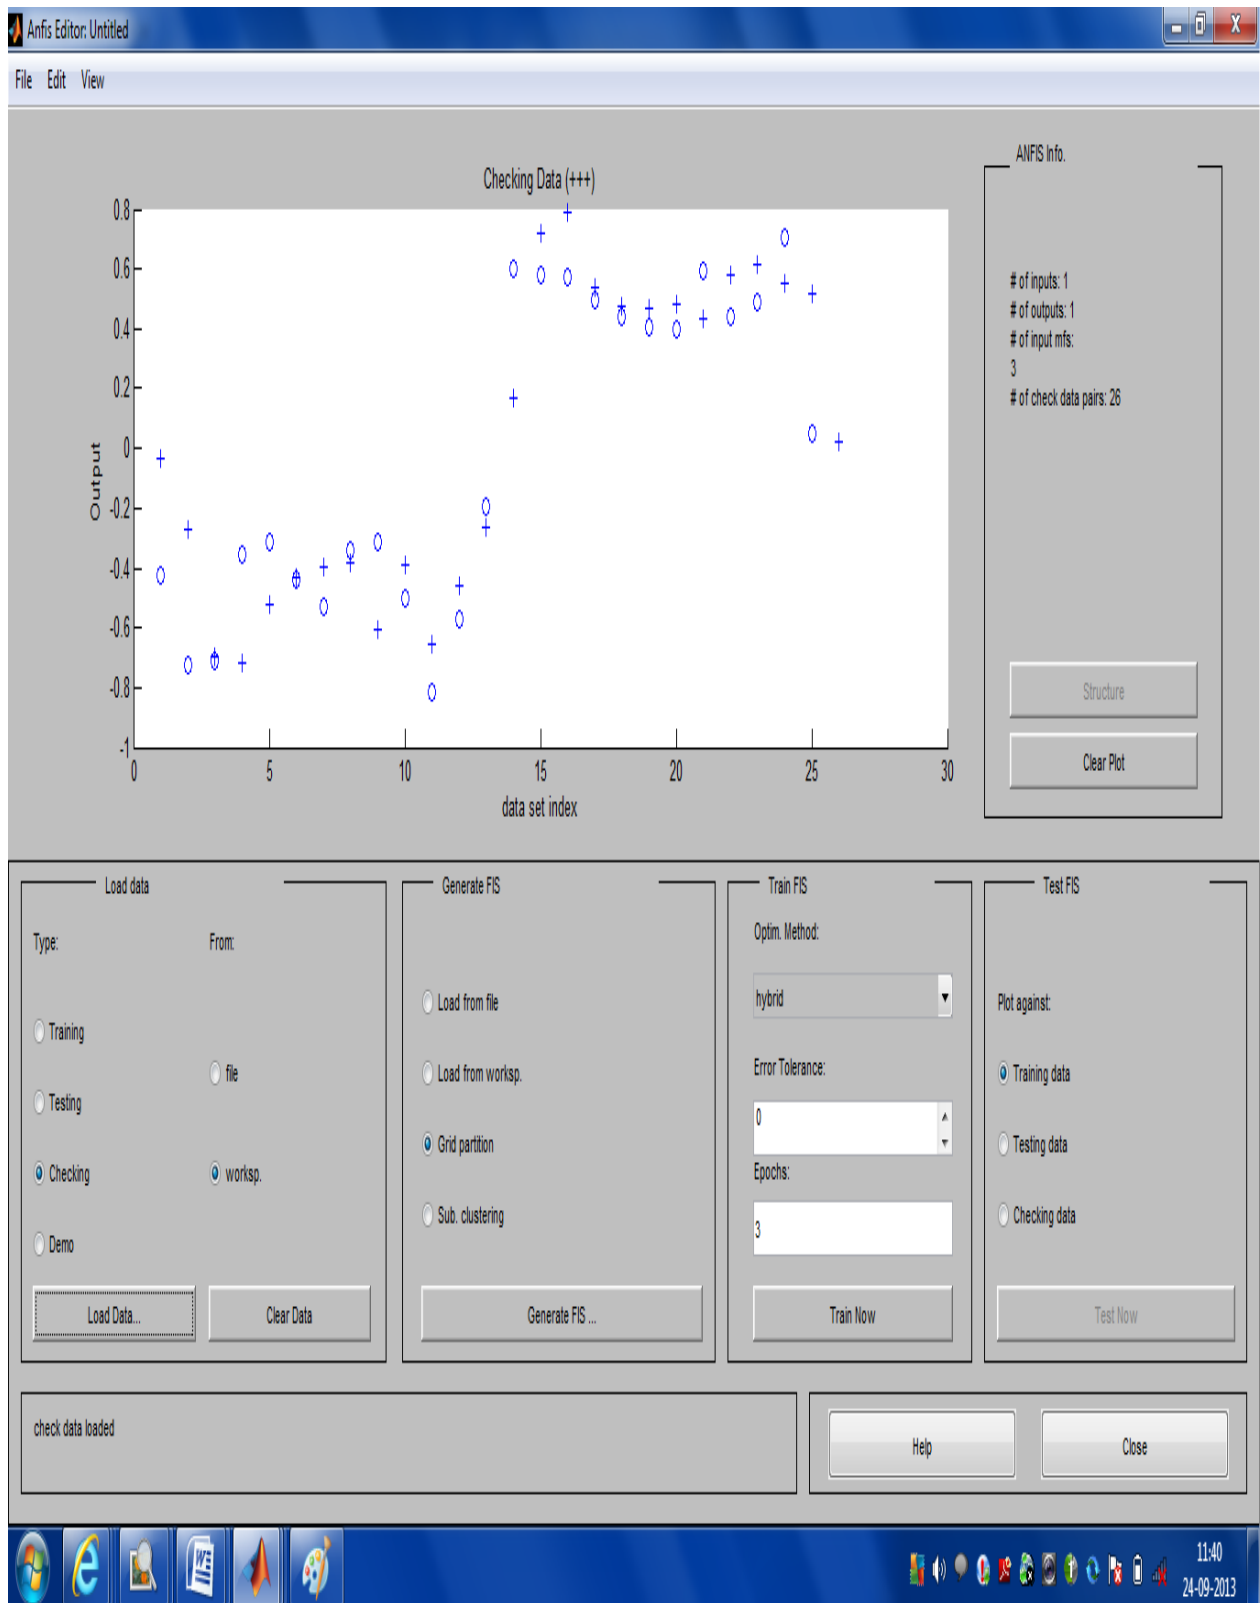 Anfis Editor: Untitled
File Edit View
Checking Data (+++)
0.8
0.6
0.4
0.2
0
-0.2
-0.4
-0.6
-0.8
-1
Output
0 5 10 15 20 25 30
data set index
ANFIS Info.
# of inputs: 1
# of outputs: 1
# of input mfs:
3
# of check data pairs: 26
Structure
Clear Plot
Load data
Type: From:
Training
file
Testing
Checking
worksp.
Demo
Load Data...
Clear Data
Generate FIS
Load from file
Load from worksp.
Grid partition
Sub. clustering
Generate FIS ...
Train FIS
Optim. Method:
hybrid
Error Tolerance:
0
Epochs:
3
Train Now
Test FIS
Plot against:
Training data
Testing data
Checking data
Test Now
check data loaded
Help
Close
11:40
24-09-2013